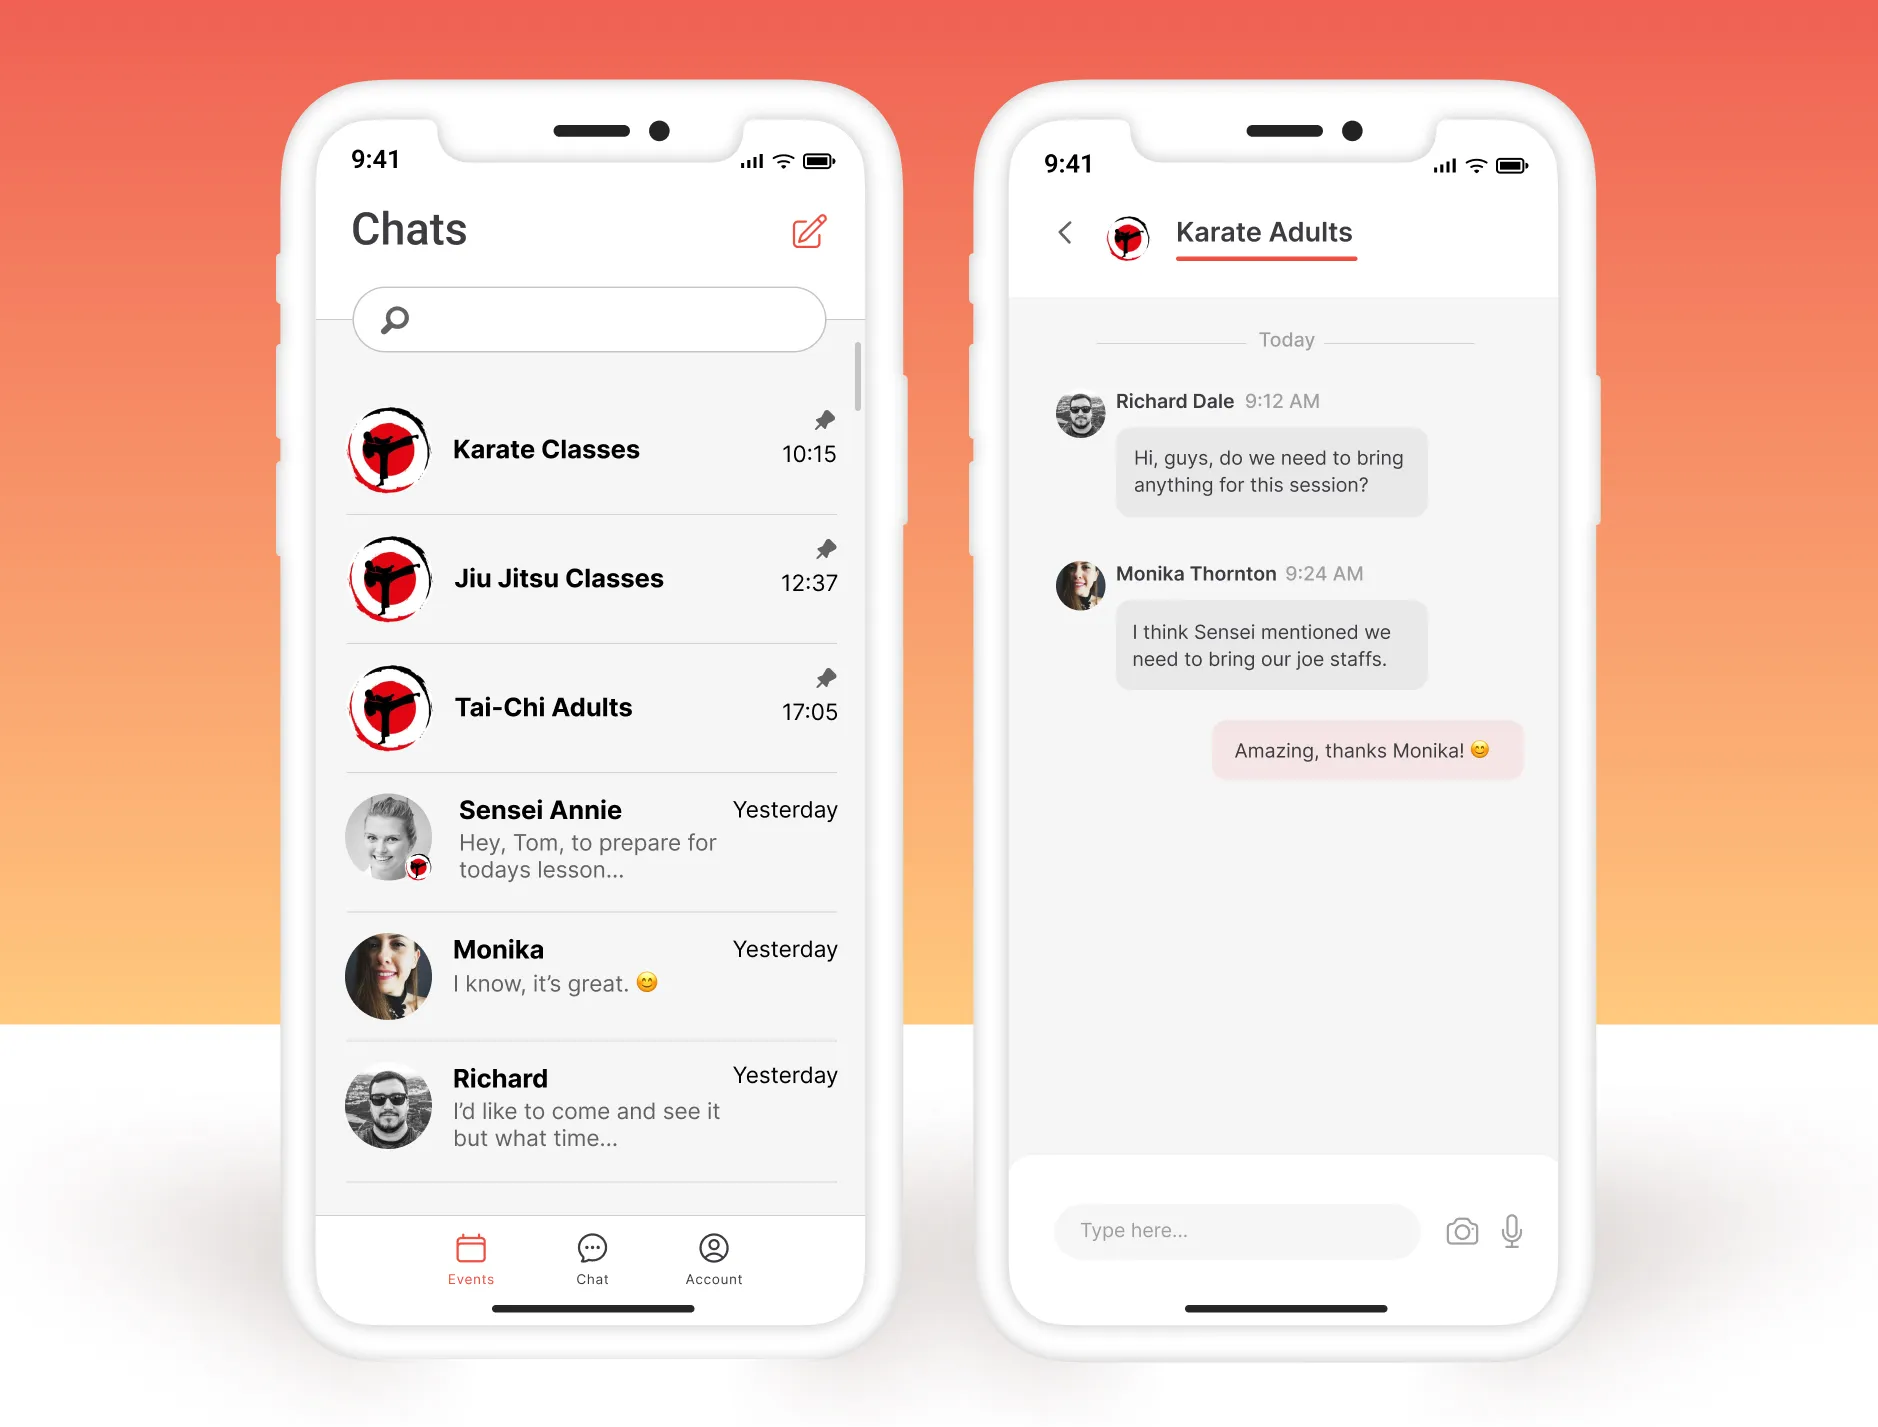 9:41
Chats
Karate Classes
10:15
Jiu Jitsu Classes
12:37
Tai-Chi Adults
17:05
Sensei Annie
Yesterday
Hey, Tom, to prepare for
todays lesson...
Monika
Yesterday
I know, it’s great. 😊
Richard
Yesterday
I’d like to come and see it
but what time...
Events
Chat
Account
9:41
Karate Adults
Today
Richard Dale 9:12 AM
Hi, guys, do we need to bring
anything for this session?
Monika Thornton 9:24 AM
I think Sensei mentioned we
need to bring our joe staffs.
Amazing, thanks Monika! 😊
Type here...